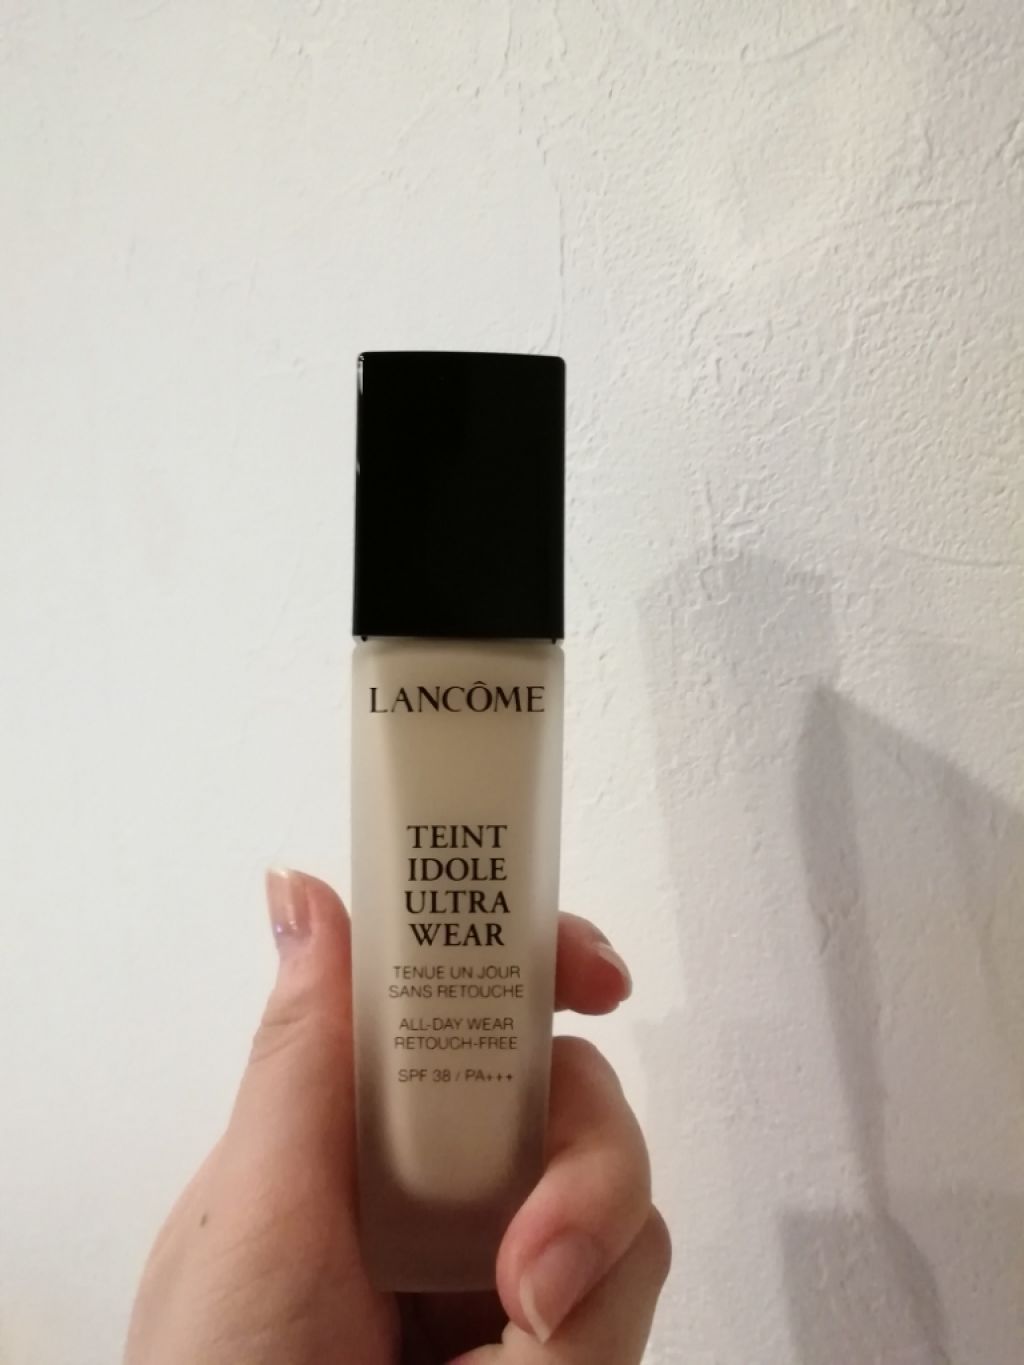 LANCÔME
TEINT
IDOLE
ULTRA
WEAR
TENUE UN JOUR
SANS RETOUCHE
ALL-DAY WEAR
RETOUCH-FREE
SPF 38 / PA+++